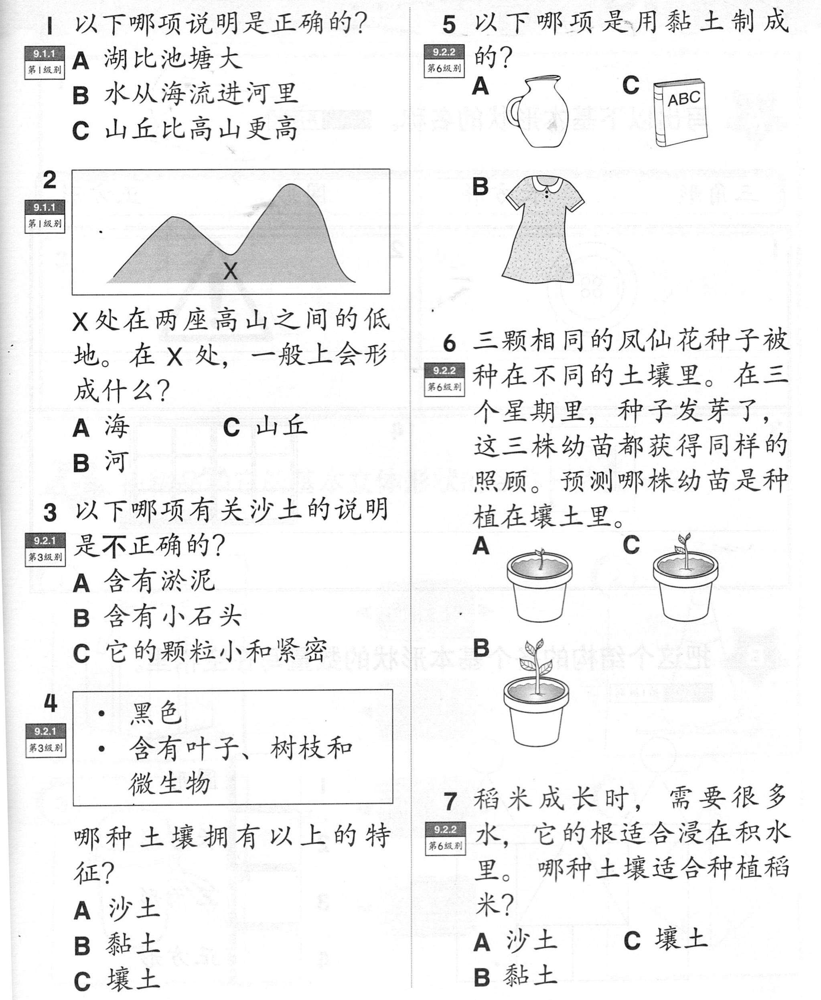 1 以下哪项说明是正确的?
9.1.1
第1级别
A 湖比池塘大
B 水从海流进河里
C 山丘比高山更高
2
9.1.1
第1级别
X
X处在两座高山之间的低
地。在 X 处，一般上会形
成什么?
A 海 C 山丘
B 河
3 以下哪项有关沙土的说明
9.2.1
第3级别
是不正确的?
A 含有淤泥
B 含有小石头
C 它的颗粒小和紧密
4
9.2.1
第3级别
• 黑色
• 含有叶子、树枝和
微生物
哪种土壤拥有以上的特
征?
A 沙土
B 黏土
C 壤土
5 以下哪项是用黏土制成
9.2.2
第6级别
的?
A C
ABC
B
6 三颗相同的凤仙花种子被
9.2.2
第6级别
种在不同的土壤里。在三
个星期里，种子发芽了，
这三株幼苗都获得同样的
照顾。预测哪株幼苗是种
植在壤土里。
A C
B
7 稻米成长时，需要很多
9.2.2
第6级别
水，它的根适合浸在积水
里。哪种土壤适合种植稻
米?
A 沙土 C 壤土
B 黏土